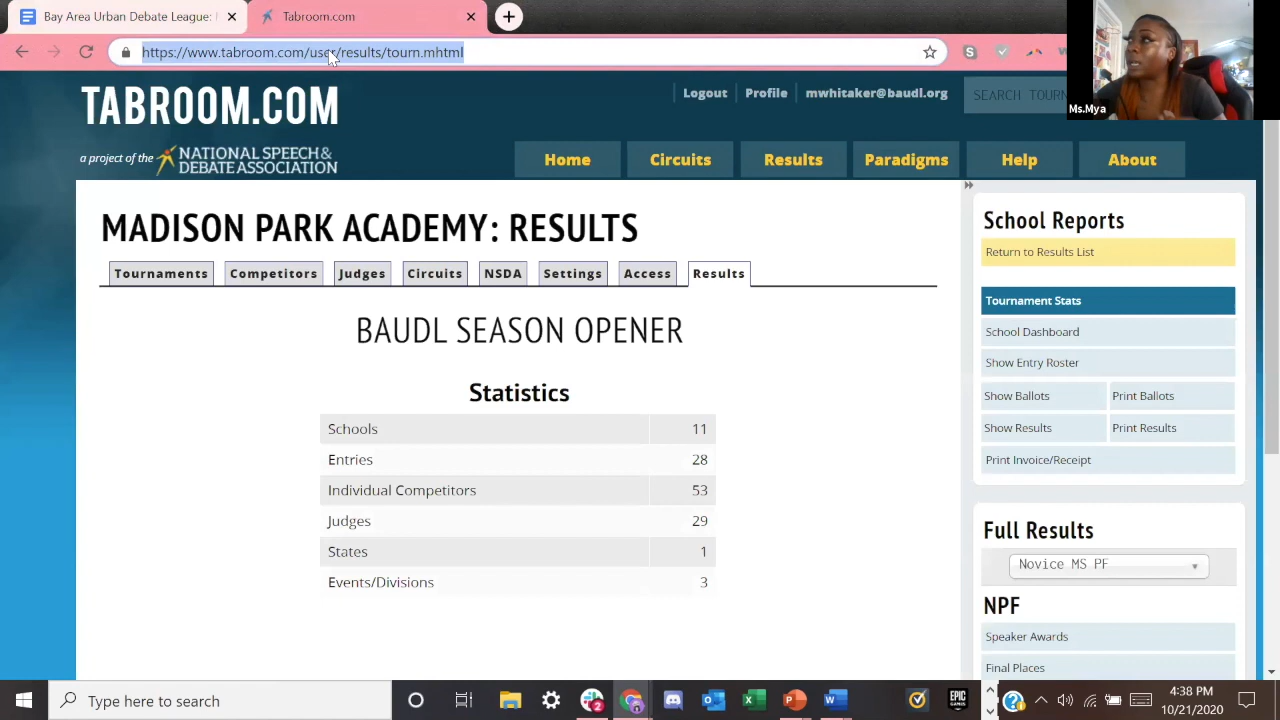 Bay Area Urban Debate League:
Tabroom.com
https://www.tabroom.com/user/results/tourn.mhtml
Ms.Mya
TABROOM.COM
Logout
Profile
mwhitaker@baudl.org
SEARCH TOURN
a project of the NATIONAL SPEECH & DEBATE ASSOCIATION
Home
Circuits
Results
Paradigms
Help
About
MADISON PARK ACADEMY: RESULTS
Tournaments
Competitors
Judges
Circuits
NSDA
Settings
Access
Results
BAUDL SEASON OPENER
Statistics
Schools 11
Entries 28
Individual Competitors 53
Judges 29
States 1
Events/Divisions 3
School Reports
Return to Results List
Tournament Stats
School Dashboard
Show Entry Roster
Show Ballots Print Ballots
Show Results Print Results
Print Invoice/Receipt
Full Results
Novice MS PF
NPF
Speaker Awards
Final Places
Type here to search
2
EPIC GAMES
4:38 PM
10/21/2020